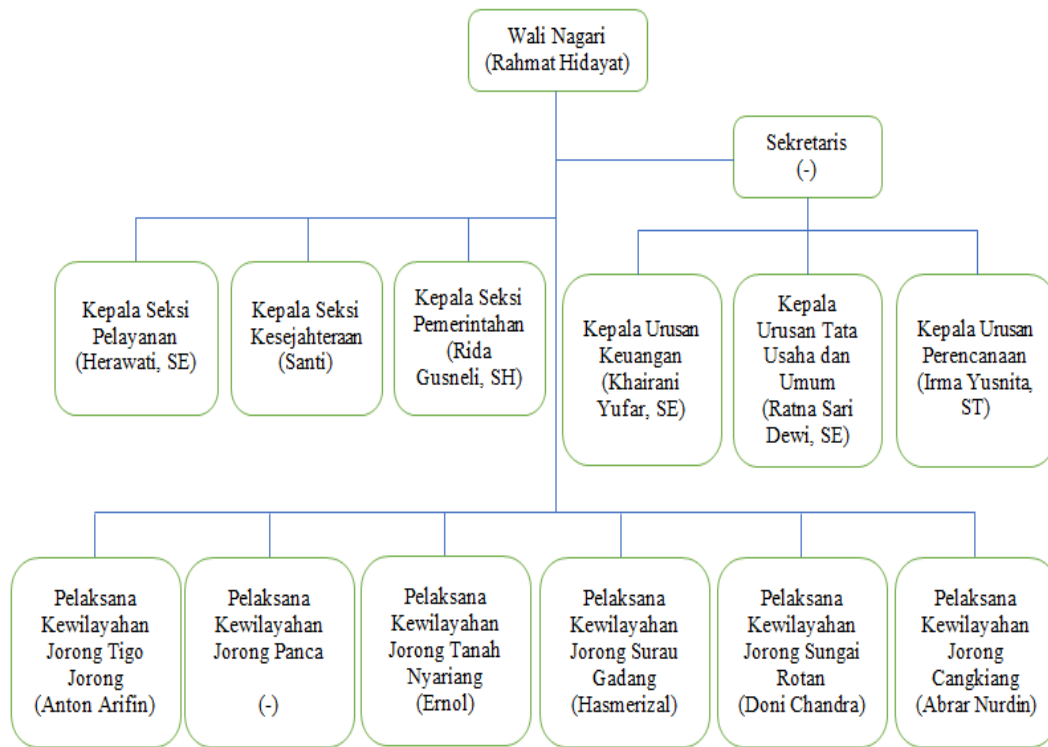 Wali Nagari
(Rahmat Hidayat)
Sekretaris
(-)
Kepala Seksi
Pelayanan
(Herawati, SE)
Kepala Seksi
Kesejahteraan
(Santi)
Kepala Seksi
Pemerintahan
(Rida
Gusneli, SH)
Kepala Urusan
Keuangan
(Khairani
Yufar, SE)
Kepala
Urusan Tata
Usaha dan
Umum
(Ratna Sari
Dewi, SE)
Kepala Urusan
Perencanaan
(Irma Yusnita,
ST)
Pelaksana
Kewilayahan
Jorong Tigo
Jorong
(Anton Arifin)
Pelaksana
Kewilayahan
Jorong Panca
(-)
Pelaksana
Kewilayahan
Jorong Tanah
Nyariang
(Ernol)
Pelaksana
Kewilayahan
Jorong Surau
Gadang
(Hasmerizal)
Pelaksana
Kewilayahan
Jorong Sungai
Rotan
(Doni Chandra)
Pelaksana
Kewilayahan
Jorong
Cangkiang
(Abrar Nurdin)